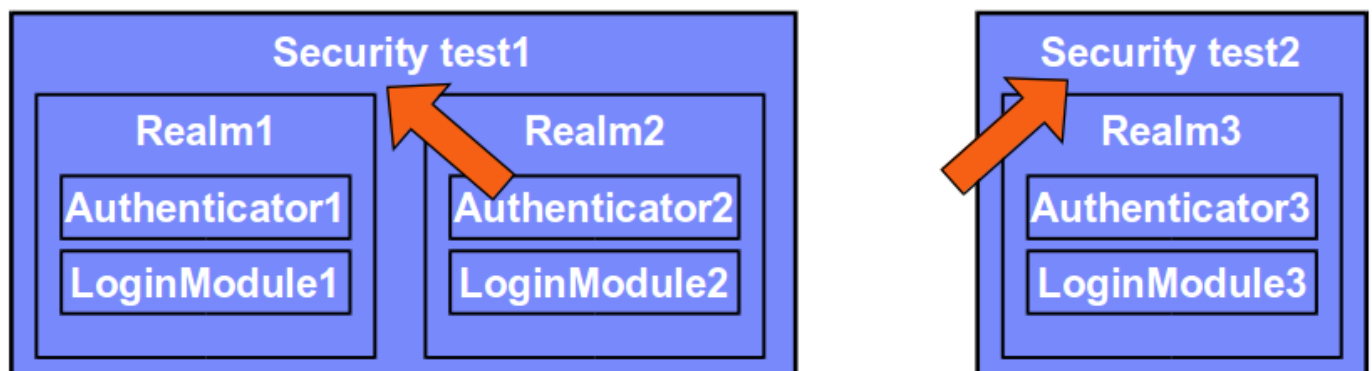 Security test1
Realm1
Authenticator1
LoginModule1
Realm2
Authenticator2
LoginModule2
Security test2
Realm3
Authenticator3
LoginModule3